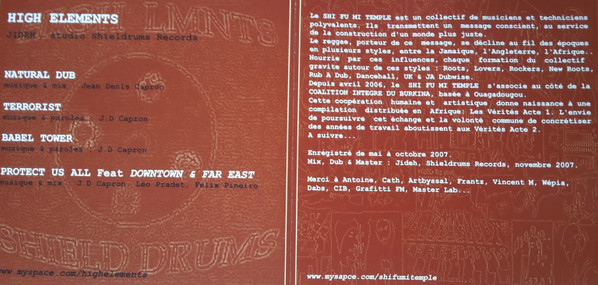 HIGH ELEMENTS
JIDEH, studio Shieldrums Records
NATURAL DUB
musique & mix . Jean Denis Capron
TERRORIST
musique & paroles . J.D Capron
BABEL TOWER
musique & paroles . J.D Capron
PROTECT US ALL Feat DOWNTOWN & FAR EAST
musique & mix . J.D Capron, Léo Pradet, Felix Pineiro
SHIELD DRUMS
www.myspace.com/highelements
Le SHI FU MI TEMPLE est un collectif de musiciens et techniciens
polyvalents. Ils transmettent un message conscient, au service
de la construction d'un monde plus juste.
Le reggae, porteur de ce message, se décline au fil des époques
en plusieurs styles, entre la Jamaïque, l'Angleterre, l'Afrique..
Nourrie par ces influences, chaque formation du collectif
gravite autour de ces styles : Roots, Lovers, Rockers, New Roots,
Rub A Dub, Dancehall, UK & JA Dubwise.
Depuis avril 2006, le SHI FU MI TEMPLE s'associe au côté de la
COALITION INTEGRE DU BURKINA, basée à Ouagadougou.
Cette coopération humaine et artistique donne naissance à une
compilation distribuée en Afrique: Les Vérités Acte 1. L'envie
de poursuivre cet échange et la volonté commune de concrétiser
des années de travail aboutissent aux Vérités Acte 2.
A suivre...
Enregistré de mai à octobre 2007.
Mix, Dub & Master : Jideh, Shieldrums Records, novembre 2007.
Merci à Antoine, Cath, Artbyssal, Frants, Vincent M, Wépia,
Dabs, CIB, Grafitti FM, Master Lab...
www.mysapce.com/shifumitemple